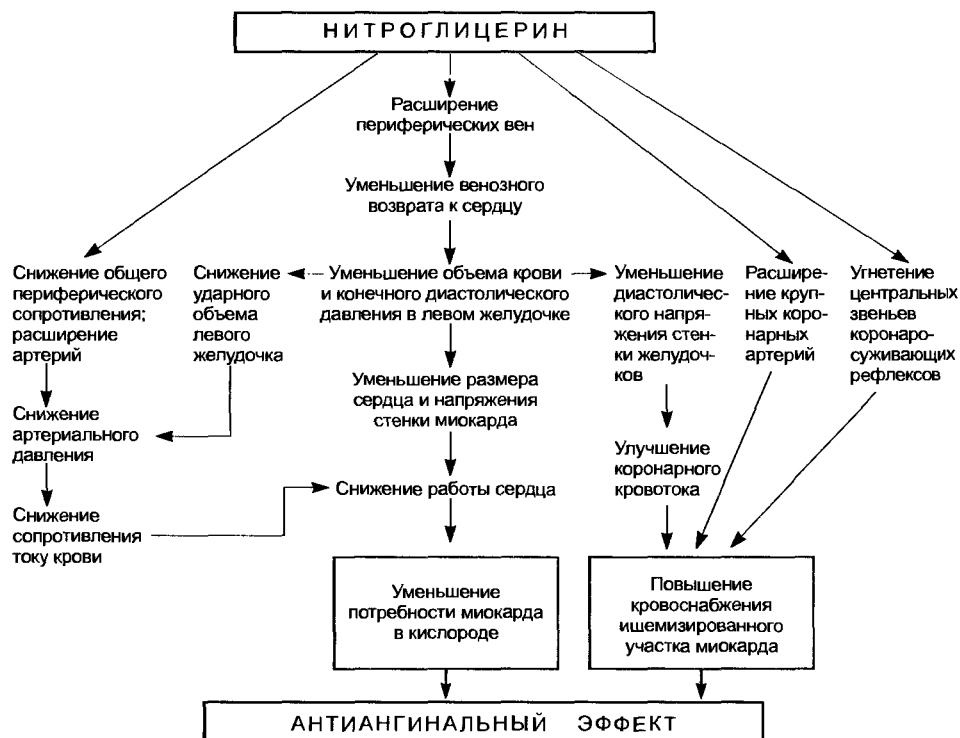 НИТРОГЛИЦЕРИН
Расширение
периферических вен
Уменьшение венозного
возврата к сердцу
Снижение общего
периферического
сопротивления;
расширение
артерий
Снижение
ударного
объема
левого
желудочка
Уменьшение объема крови
и конечного диастолического
давления в левом желудочке
Уменьшение
диастоличес-
кого напря-
жения стен-
ки желудоч-
ков
Расшире-
ние круп-
ных коро-
нарных
артерий
Угнетение
центральных
звеньев
коронаро-
суживающих
рефлексов
Уменьшение размера
сердца и напряжения
стенки миокарда
Снижение
артериального
давления
Улучшение
коронарного
кровотока
Снижение работы сердца
Снижение
сопротивления
току крови
Уменьшение
потребности миокарда
в кислороде
Повышение
кровоснабжения
ишемизированного
участка миокарда
АНТИАНГИНАЛЬНЫЙ ЭФФЕКТ